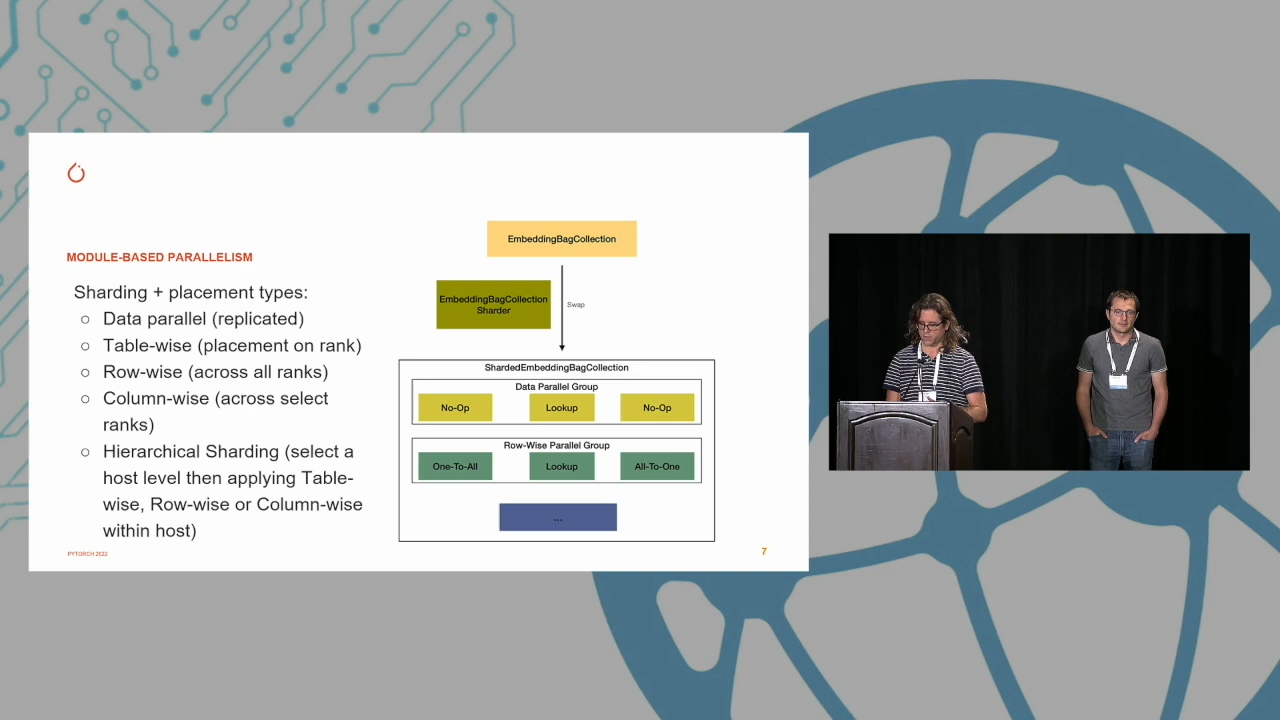 MODULE-BASED PARALLELISM
Sharding + placement types:
○ Data parallel (replicated)
○ Table-wise (placement on rank)
○ Row-wise (across all ranks)
○ Column-wise (across select
ranks)
○ Hierarchical Sharding (select a
host level then applying Table-
wise, Row-wise or Column-wise
within host)
EmbeddingBagCollection
EmbeddingBagCollection
Sharder
Swap
ShardedEmbeddingBagCollection
Data Parallel Group
No-Op Lookup No-Op
Row-Wise Parallel Group
One-To-All Lookup All-To-One
...
PYTORCH 2022
7